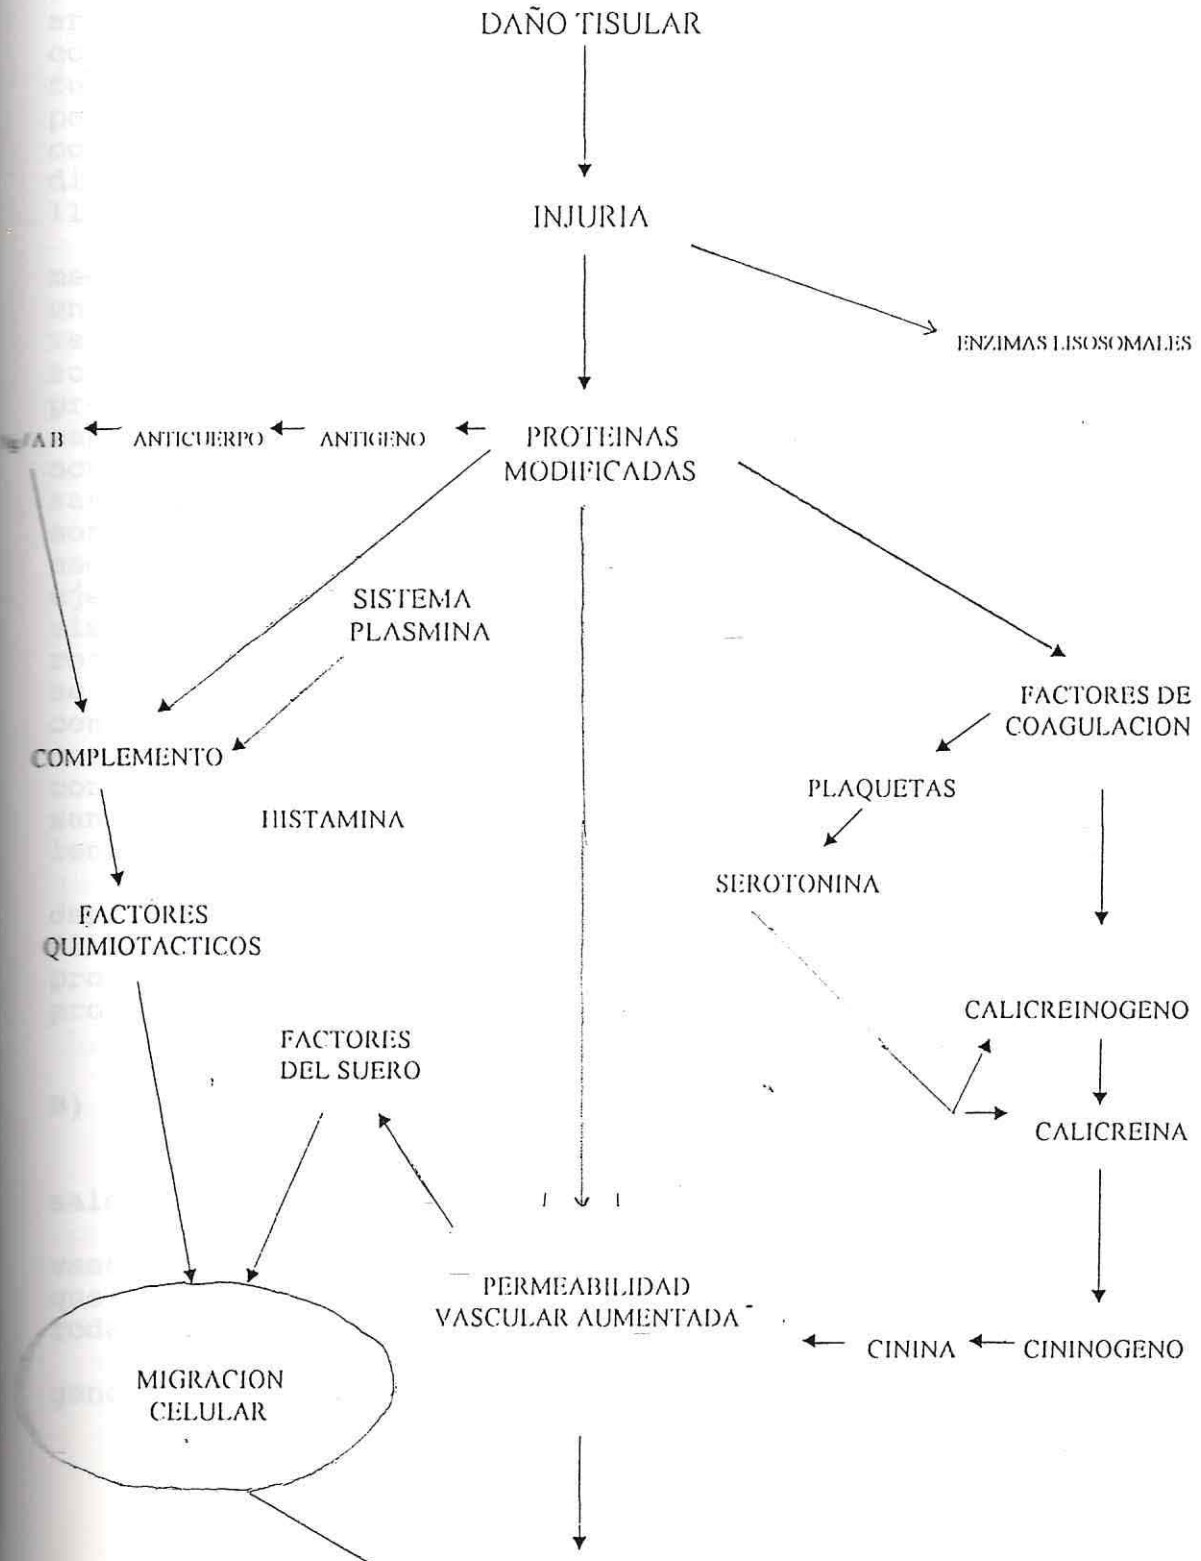 DAÑO TISULAR
INJURIA
ENZIMAS LISOSOMALES
PROTEINAS
MODIFICADAS
ANTIGENO
ANTICUERPO
/AB
SISTEMA
PLASMINA
FACTORES DE
COAGULACION
COMPLEMENTO
PLAQUETAS
HISTAMINA
SEROTONINA
FACTORES
QUIMIOTACTICOS
CALICREINOGENO
FACTORES
DEL SUERO
CALICREINA
PERMEABILIDAD
VASCULAR AUMENTADA
CININA
CININOGENO
MIGRACION
CELULAR